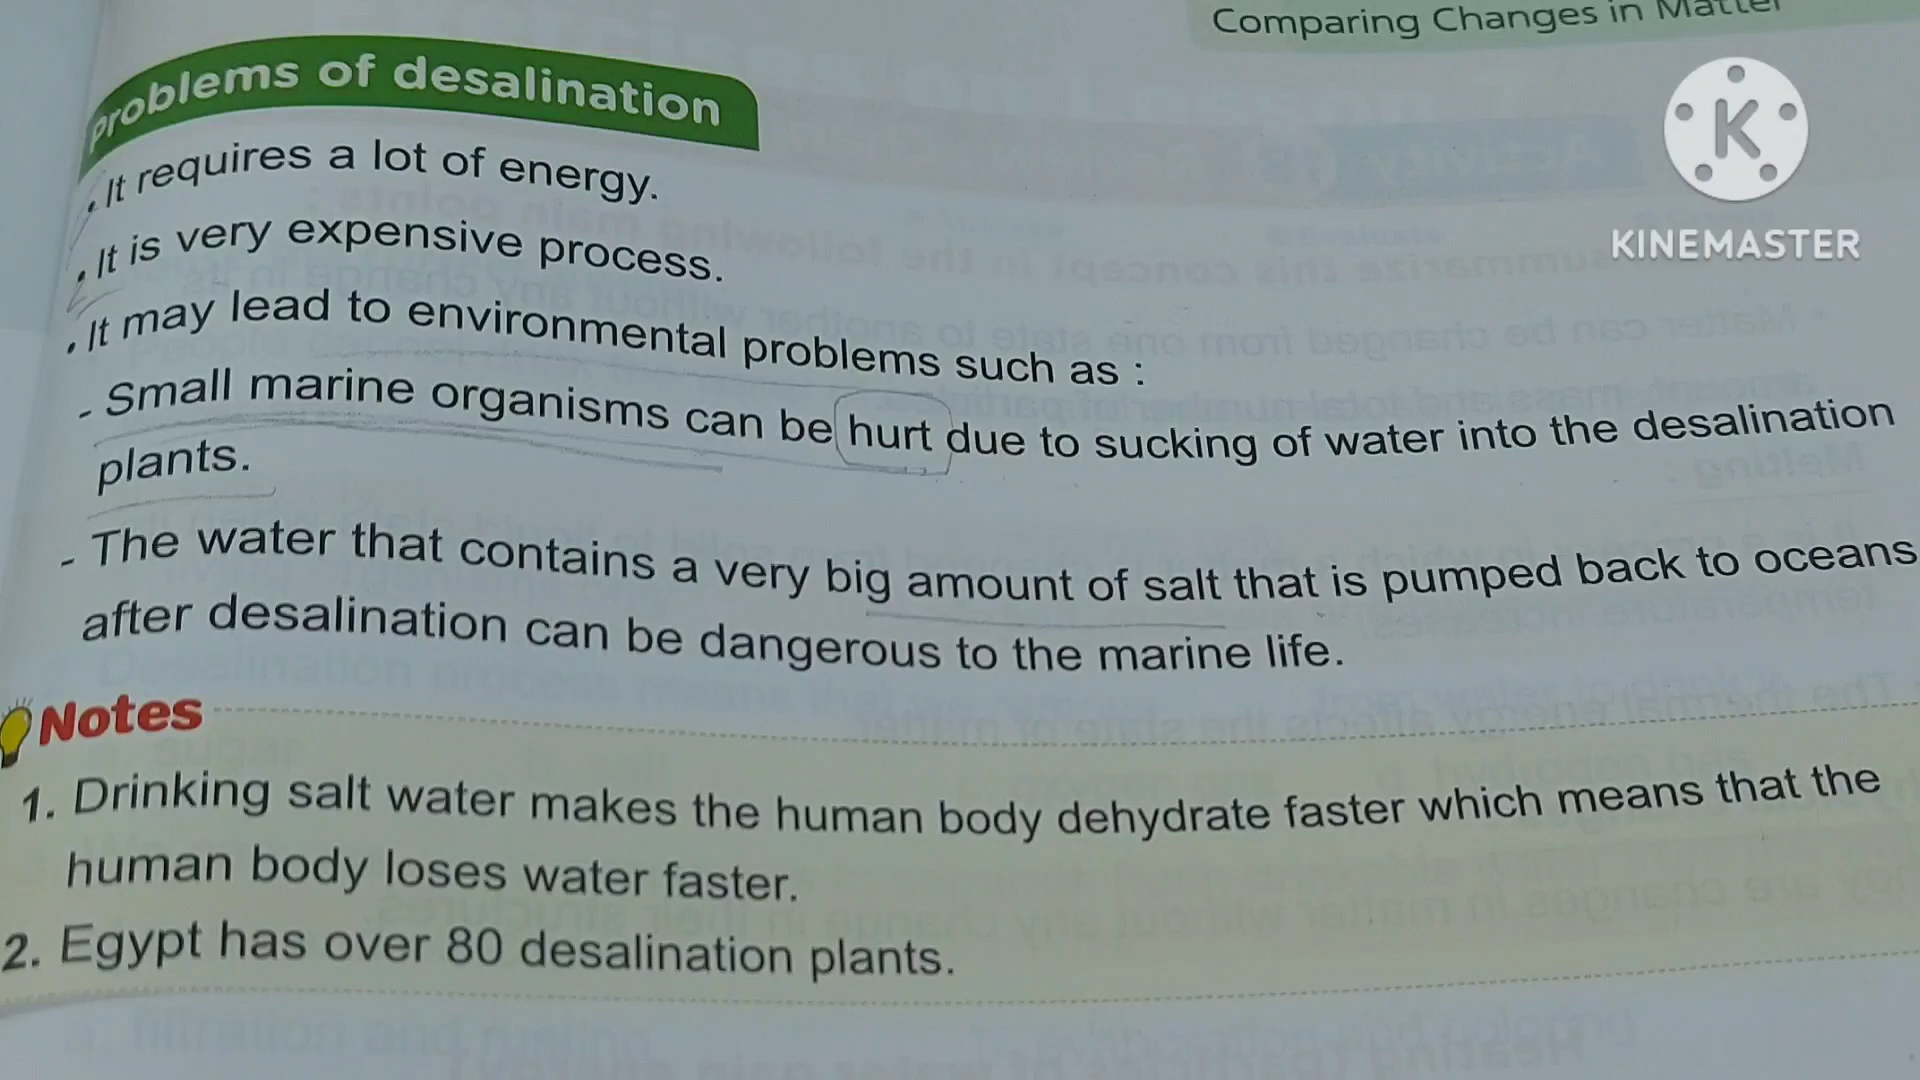 Comparing Changes in Matter
Problems of desalination
. It requires a lot of energy.
. It is very expensive process.
. It may lead to environmental problems such as :
- Small marine organisms can be hurt due to sucking of water into the desalination
plants.
- The water that contains a very big amount of salt that is pumped back to oceans
after desalination can be dangerous to the marine life.
Notes
1. Drinking salt water makes the human body dehydrate faster which means that the
human body loses water faster.
2. Egypt has over 80 desalination plants.
K
KINEMASTER